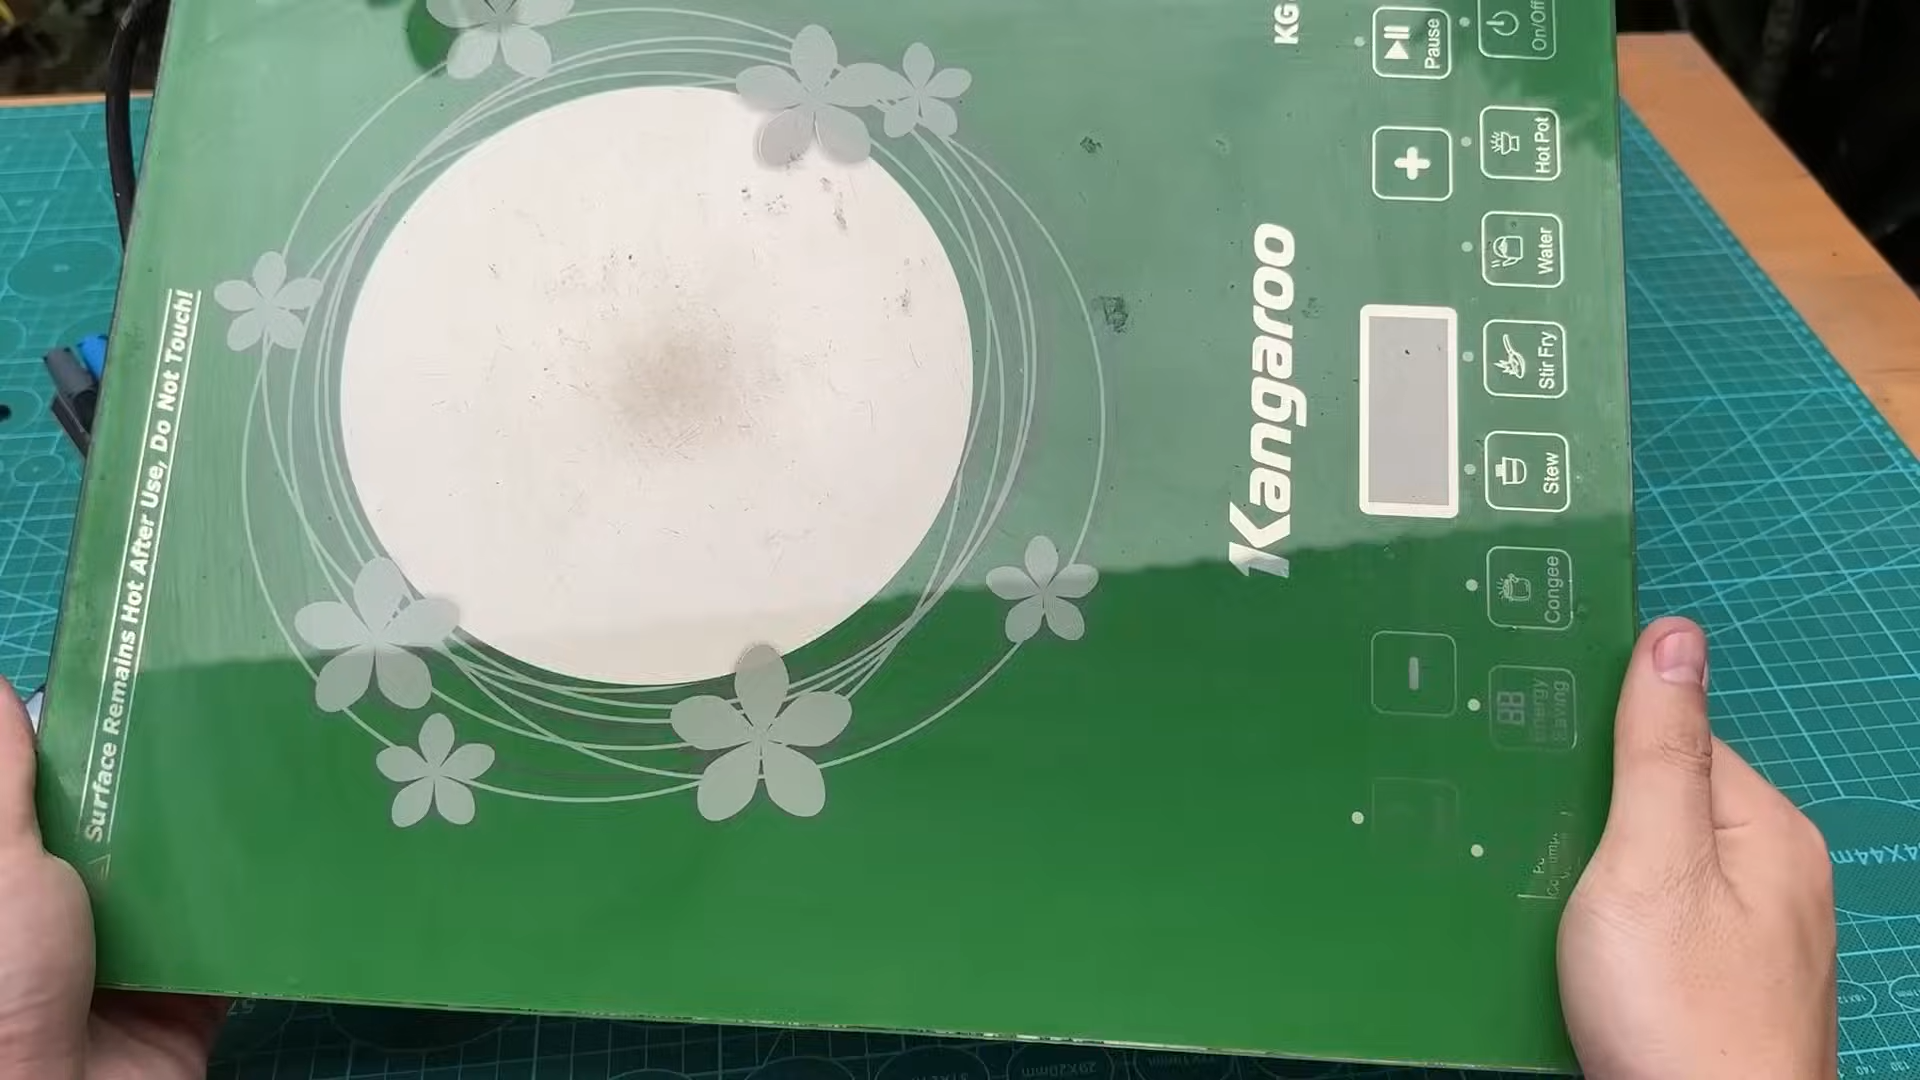 Surface Remains Hot After Use, Do Not Touch!
Kangaroo
KG
Pause
On/Off
Hot Pot
Water
Stir Fry
Stew
Congee
Energy
Saving